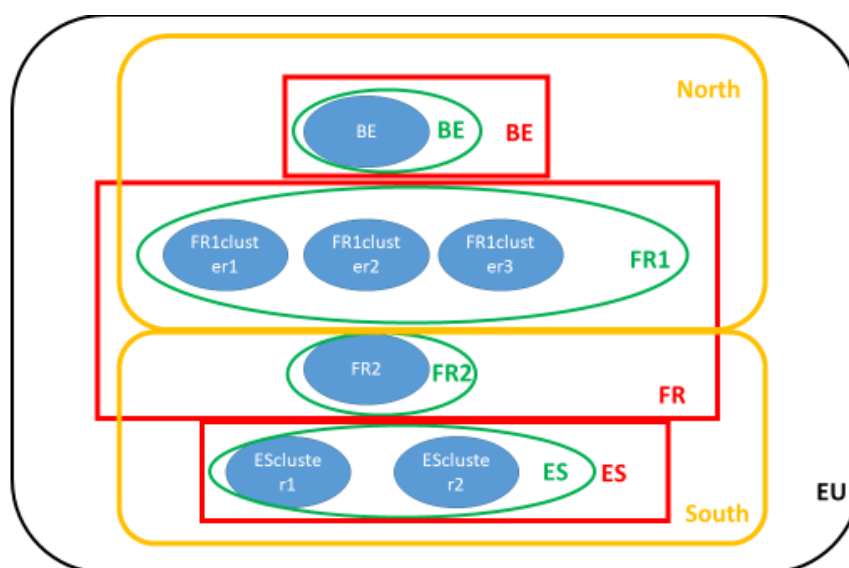 North
BE
BE
BE
FR1clust
er1
FR1clust
er2
FR1clust
er3
FR1
FR2
FR2
FR
ESscluste
r1
EScluste
r2
ES
ES
EU
South